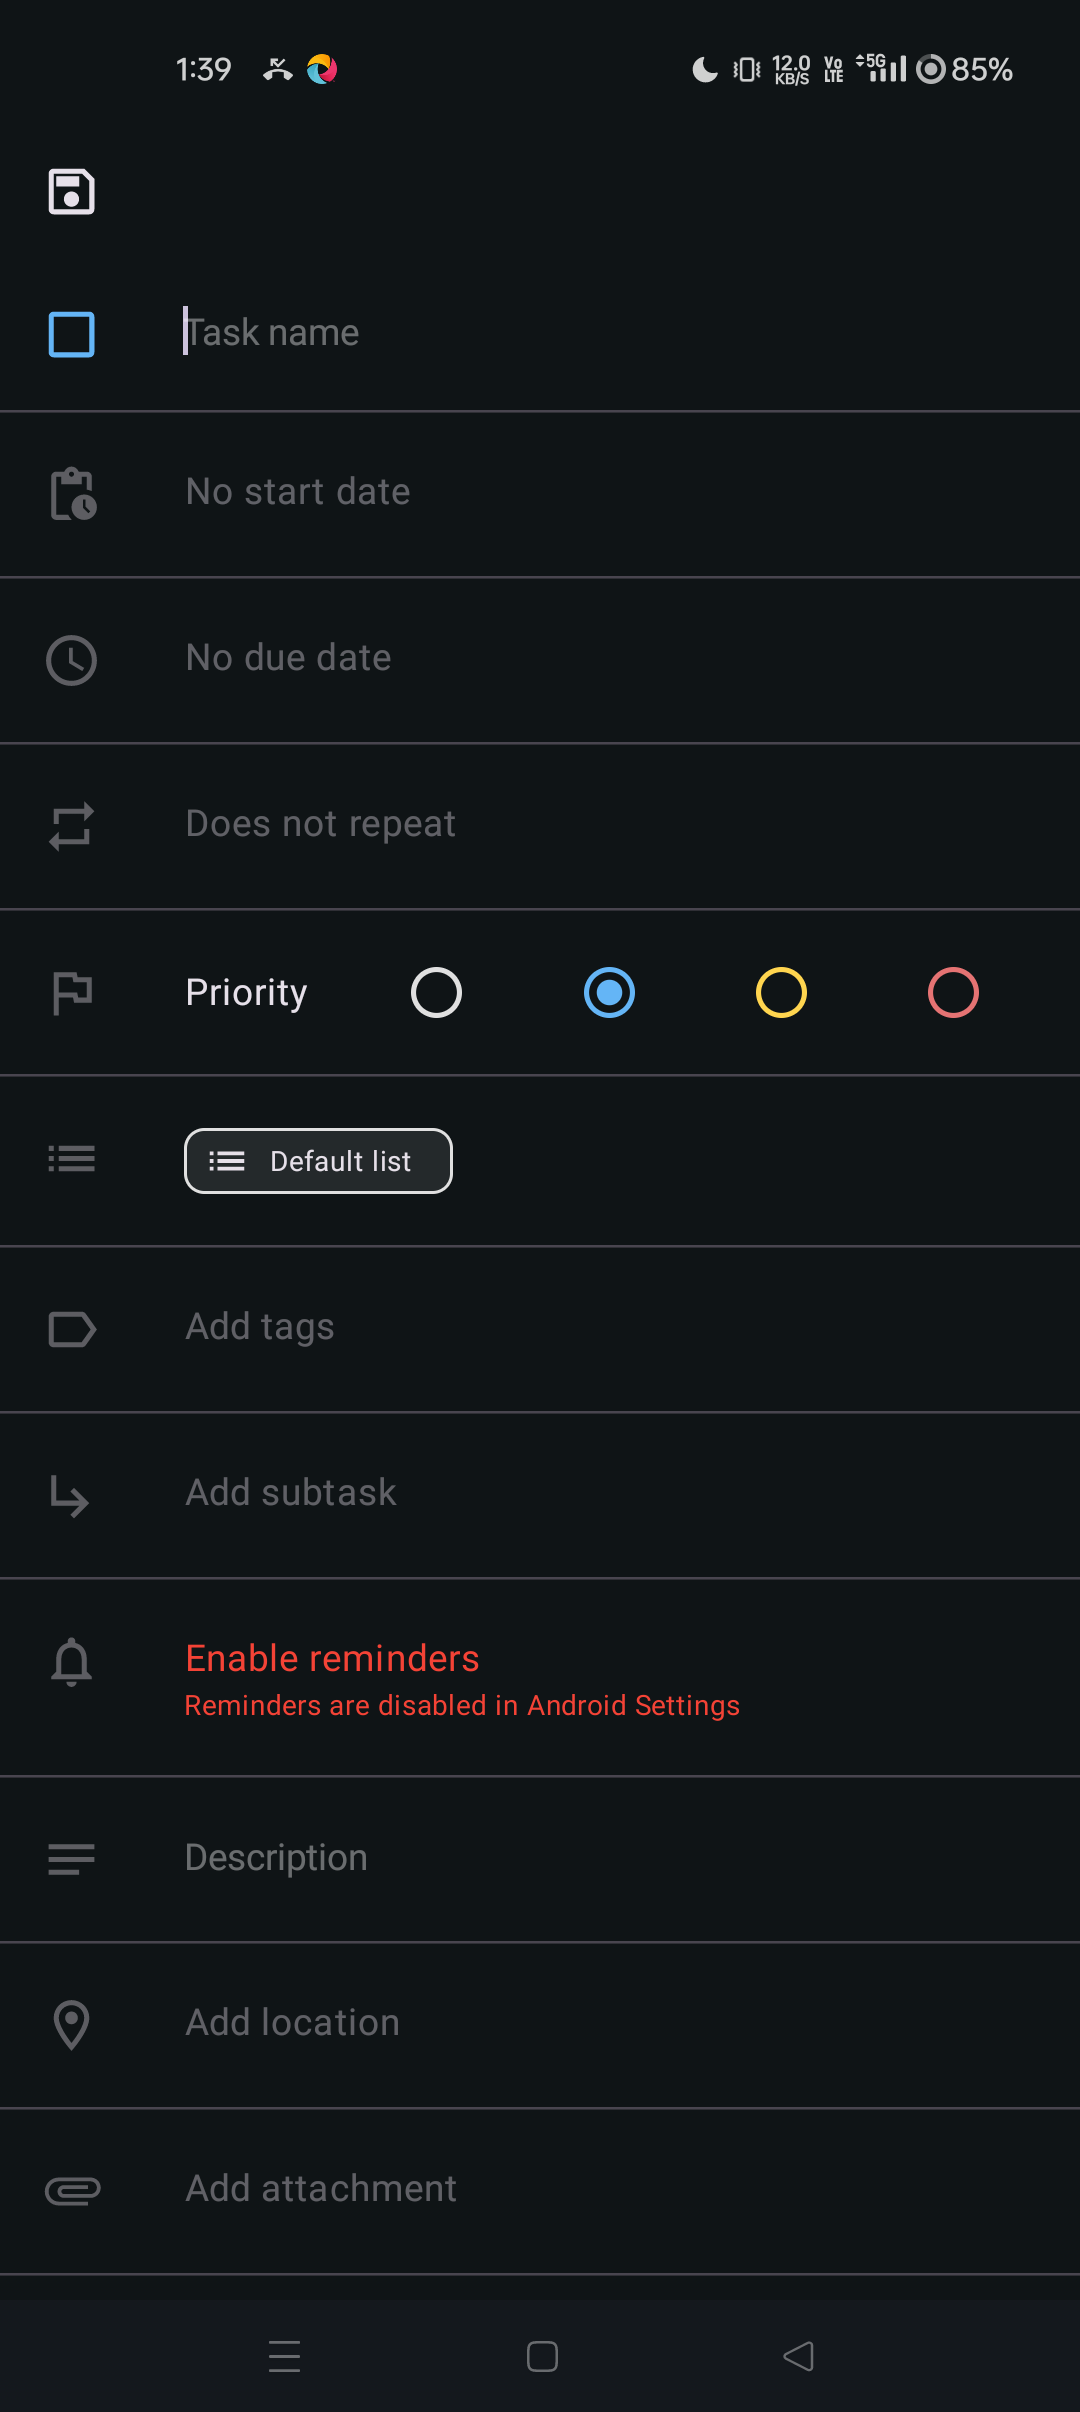 1:39
12.0 KB/S Vo LTE 5G 85%
Task name
No start date
No due date
Does not repeat
Priority
Default list
Add tags
Add subtask
Enable reminders
Reminders are disabled in Android Settings
Description
Add location
Add attachment